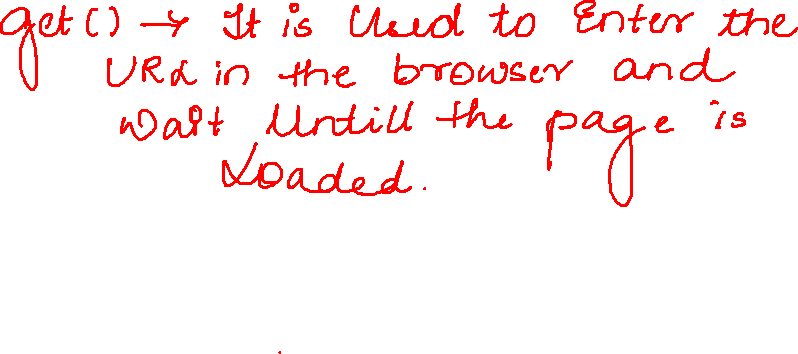 get() → It is Used to Enter the
URL in the browser and
Wait Untill the page is
Loaded.